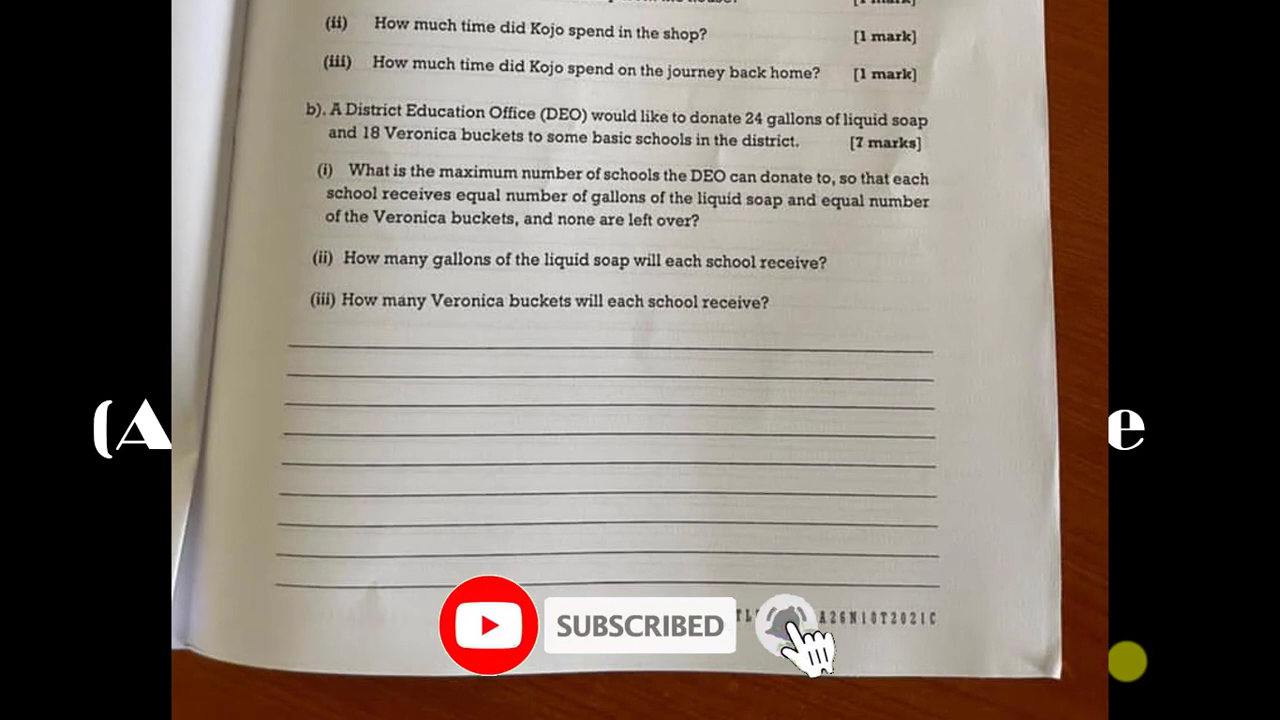 (ii) How much time did Kojo spend in the shop? [1 mark]
(iii) How much time did Kojo spend on the journey back home? [1 mark]
b). A District Education Office (DEO) would like to donate 24 gallons of liquid soap
and 18 Veronica buckets to some basic schools in the district. [7 marks]
(i) What is the maximum number of schools the DEO can donate to, so that each
school receives equal number of gallons of the liquid soap and equal number
of the Veronica buckets, and none are left over?
(ii) How many gallons of the liquid soap will each school receive?
(iii) How many Veronica buckets will each school receive?
(A
e
SUBSCRIBED
A26N10T2021C